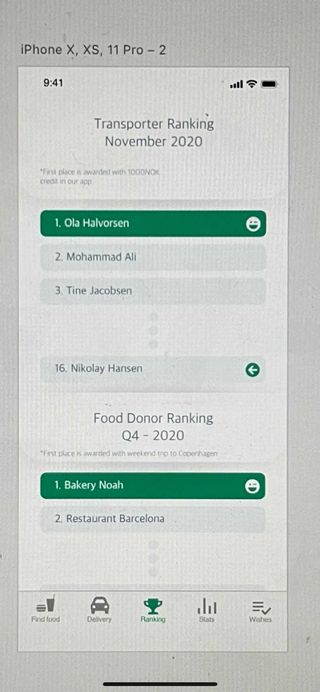 iPhone X, XS, 11 Pro – 2
9:41
Transporter Ranking
November 2020
*First place is awarded with 1000NOK
credit in our app
1. Ola Halvorsen
2. Mohammad Ali
3. Tine Jacobsen
16. Nikolay Hansen
Food Donor Ranking
Q4 – 2020
*First place is awarded with weekend trip to Copenhagen
1. Bakery Noah
2. Restaurant Barcelona
Find food Delivery Ranking Stats Wishes